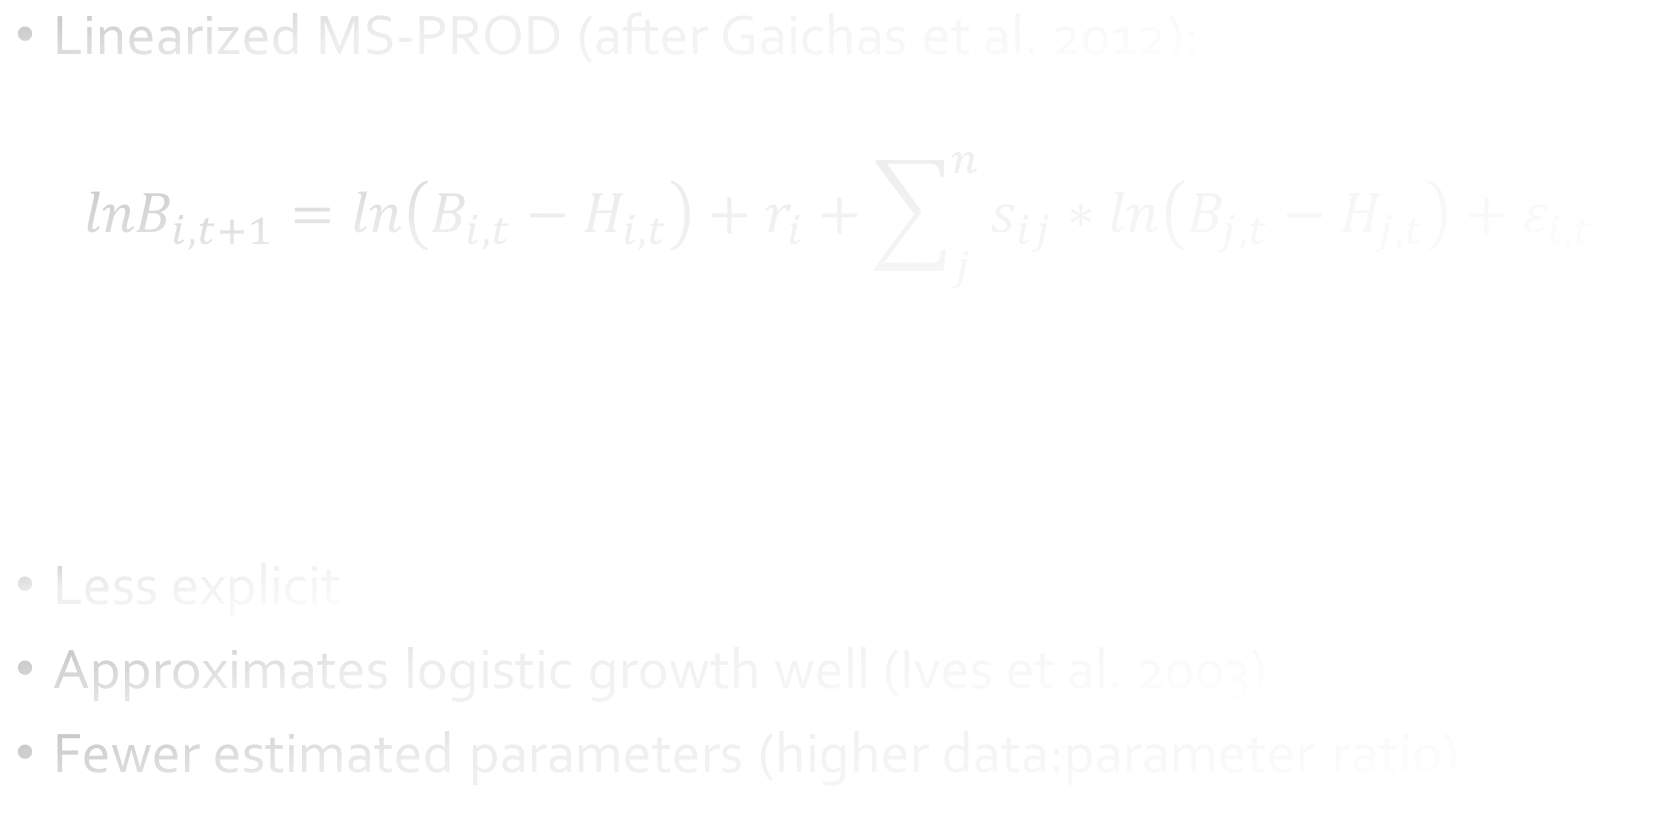 • Linearized MS-PROD (after Gaichas et al. 2012):
lnB_{i,t+1} = ln(B_{i,t} − H_{i,t}) + r_i + ∑_j^n s_{ij} * ln(B_{j,t} − H_{j,t}) + ε_{i,t}
• Less explicit
• Approximates logistic growth well (Ives et al. 2003)
• Fewer estimated parameters (higher data:parameter ratio)